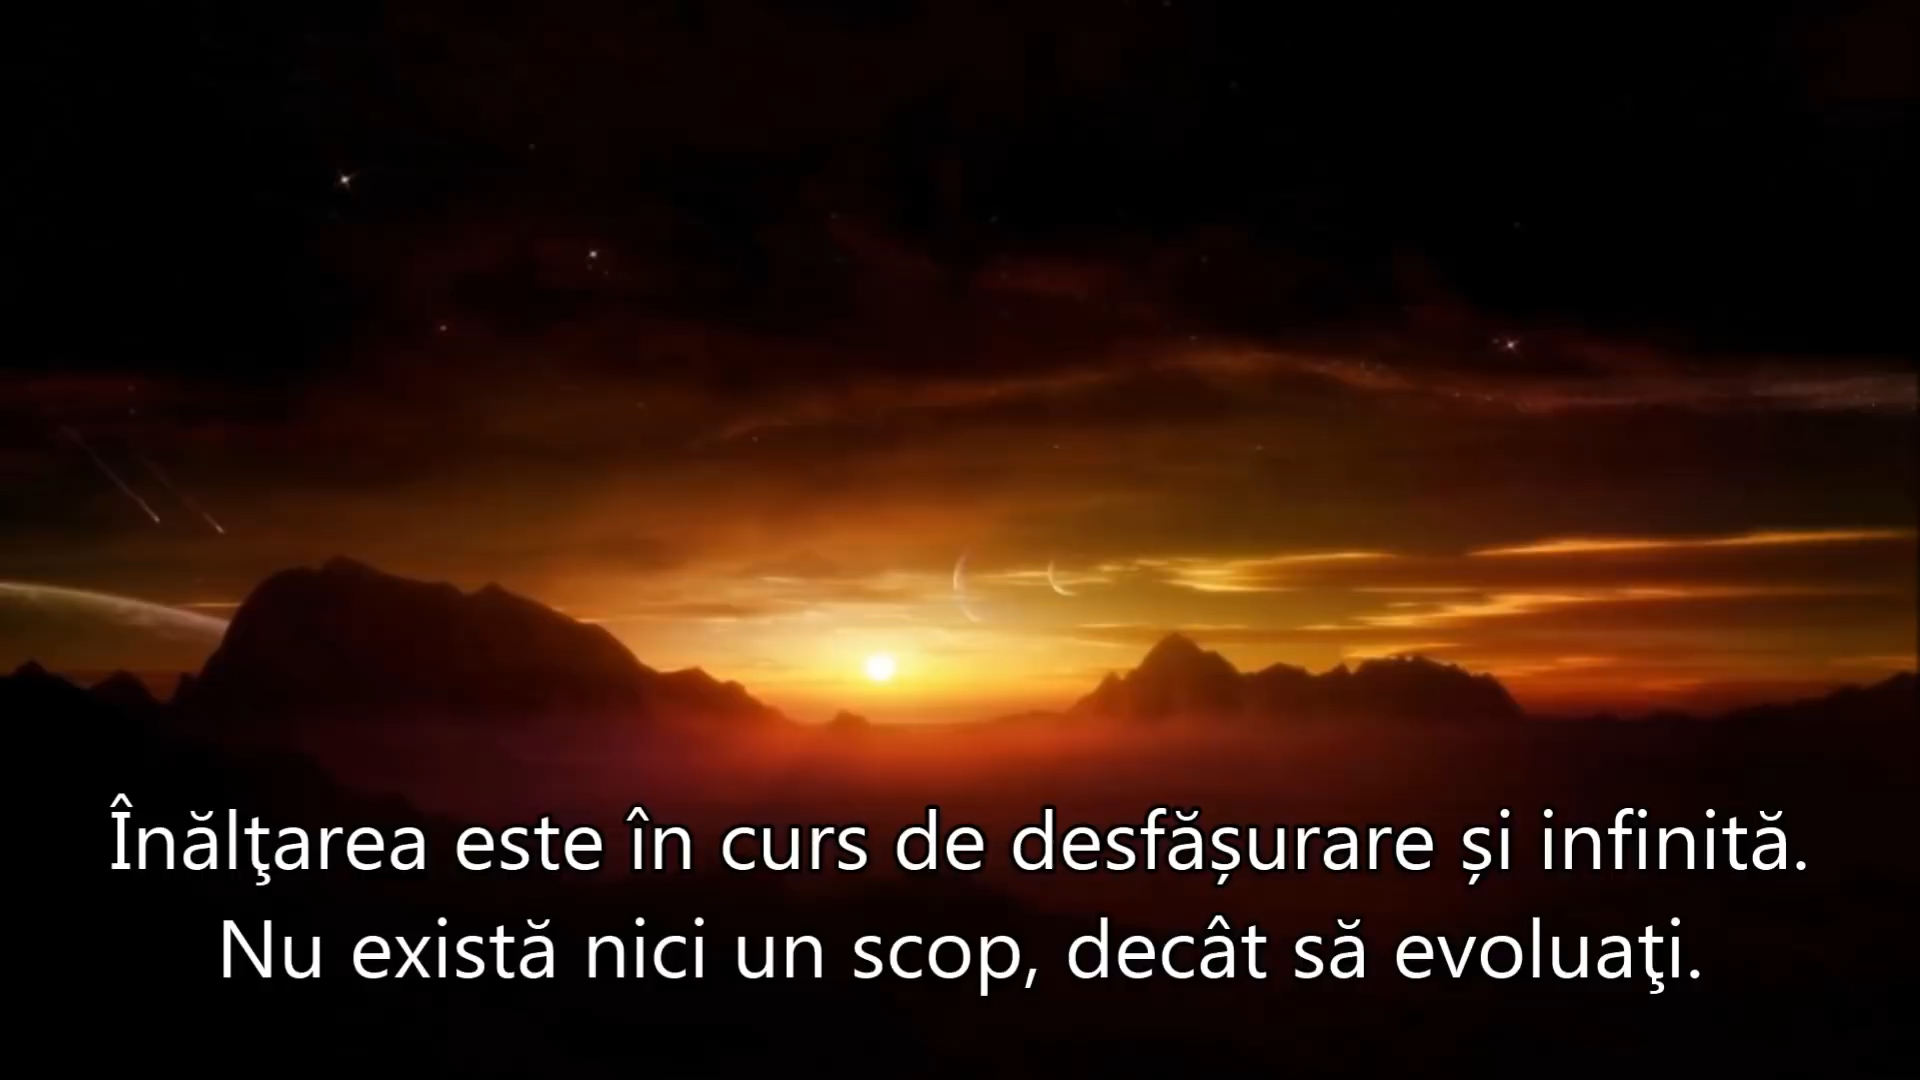 Înălţarea este în curs de desfășurare și infinită.
Nu există nici un scop, decât să evoluaţi.